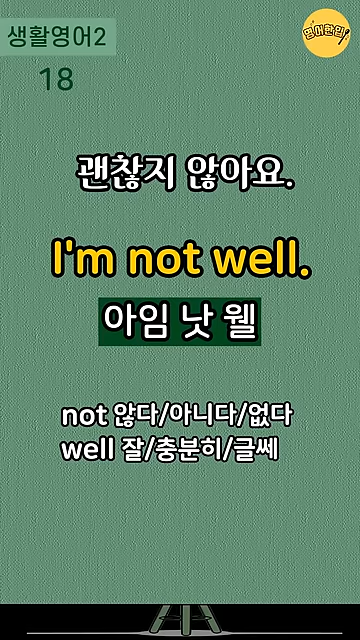 생활영어2
영어한입
18
괜찮지 않아요.
I'm not well.
아임 낫 웰
not 않다/아니다/없다
well 잘/충분히/글쎄